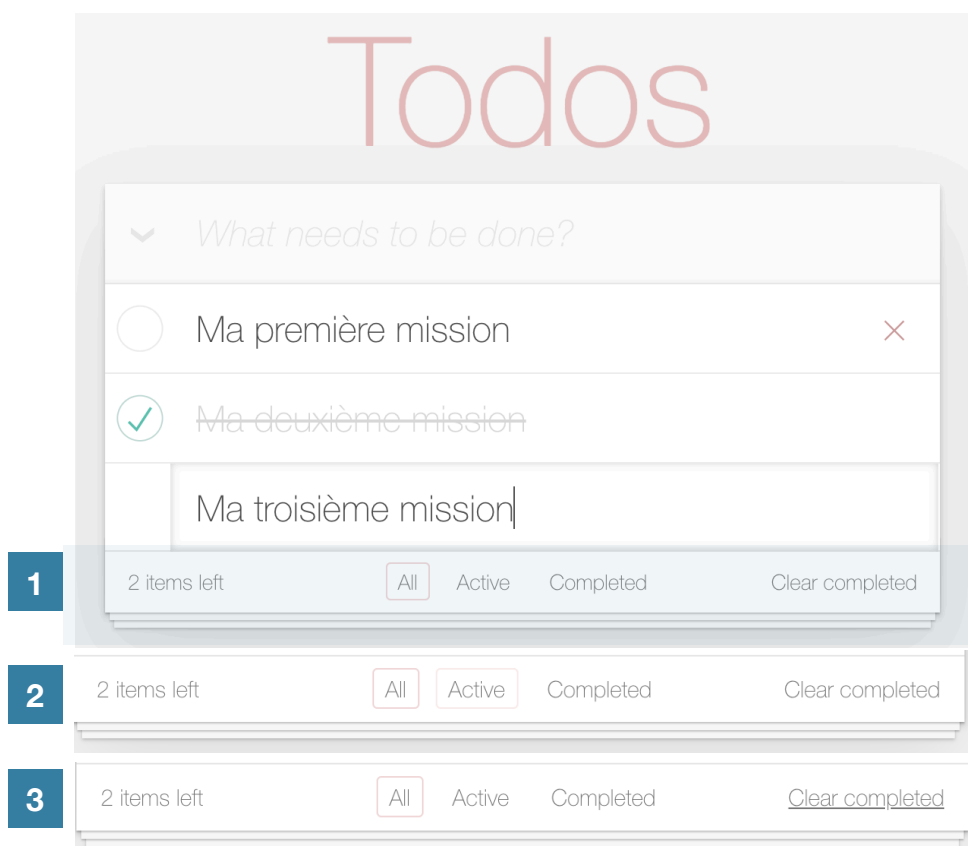 Todos
What needs to be done?
Ma première mission
Ma deuxième mission
Ma troisième mission
1 2 items left All Active Completed Clear completed
2 2 items left All Active Completed Clear completed
3 2 items left All Active Completed Clear completed